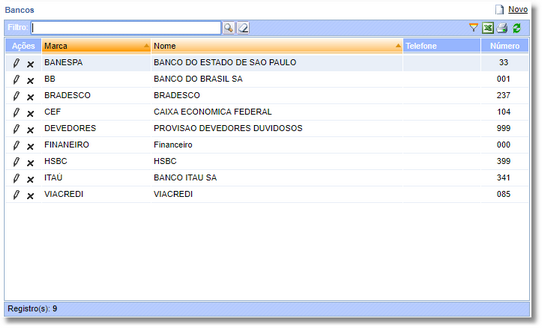 Bancos Novo
Filtro:
Ações Marca Nome Telefone Número
BANESPA BANCO DO ESTADO DE SAO PAULO 33
BB BANCO DO BRASIL SA 001
BRADESCO BRADESCO 237
CEF CAIXA ECONOMICA FEDERAL 104
DEVEDORES PROVISAO DEVEDORES DUVIDOSOS 999
FINANEIRO Financeiro 000
HSBC HSBC 399
ITAÚ BANCO ITAU SA 341
VIACREDI VIACREDI 085
Registro(s): 9